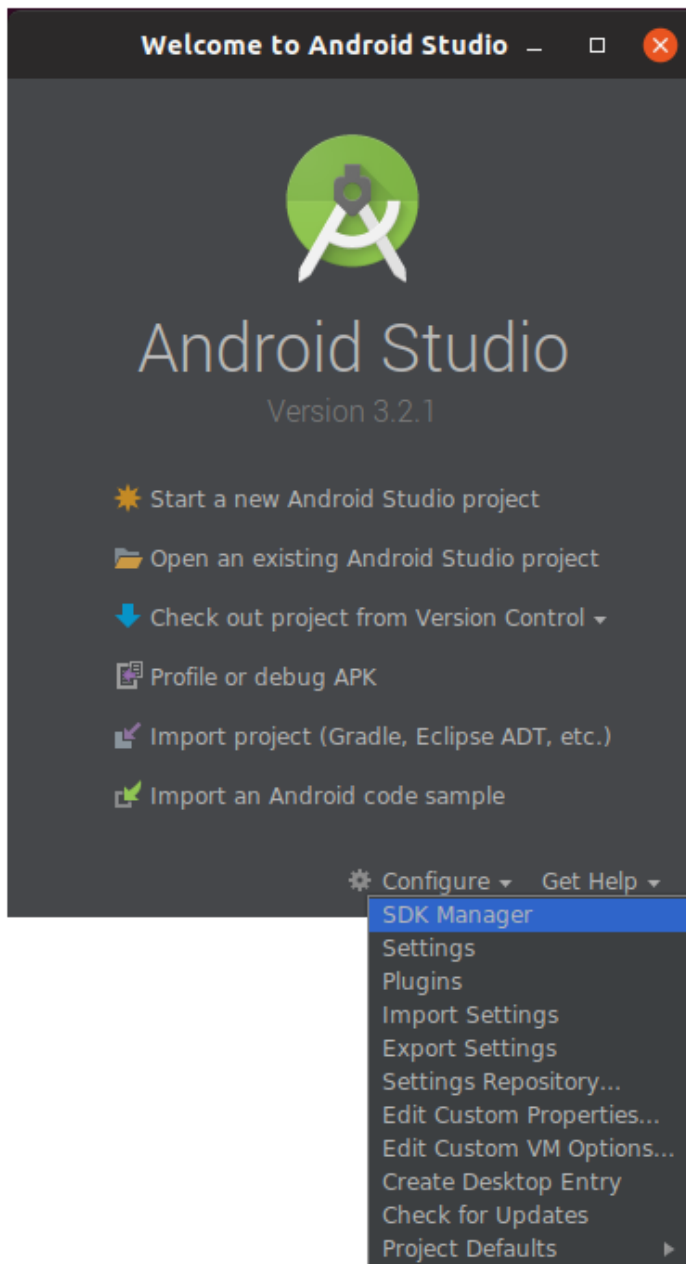 Welcome to Android Studio
Android Studio
Version 3.2.1
Start a new Android Studio project
Open an existing Android Studio project
Check out project from Version Control
Profile or debug APK
Import project (Gradle, Eclipse ADT, etc.)
Import an Android code sample
Configure Get Help
SDK Manager
Settings
Plugins
Import Settings
Export Settings
Settings Repository...
Edit Custom Properties...
Edit Custom VM Options...
Create Desktop Entry
Check for Updates
Project Defaults